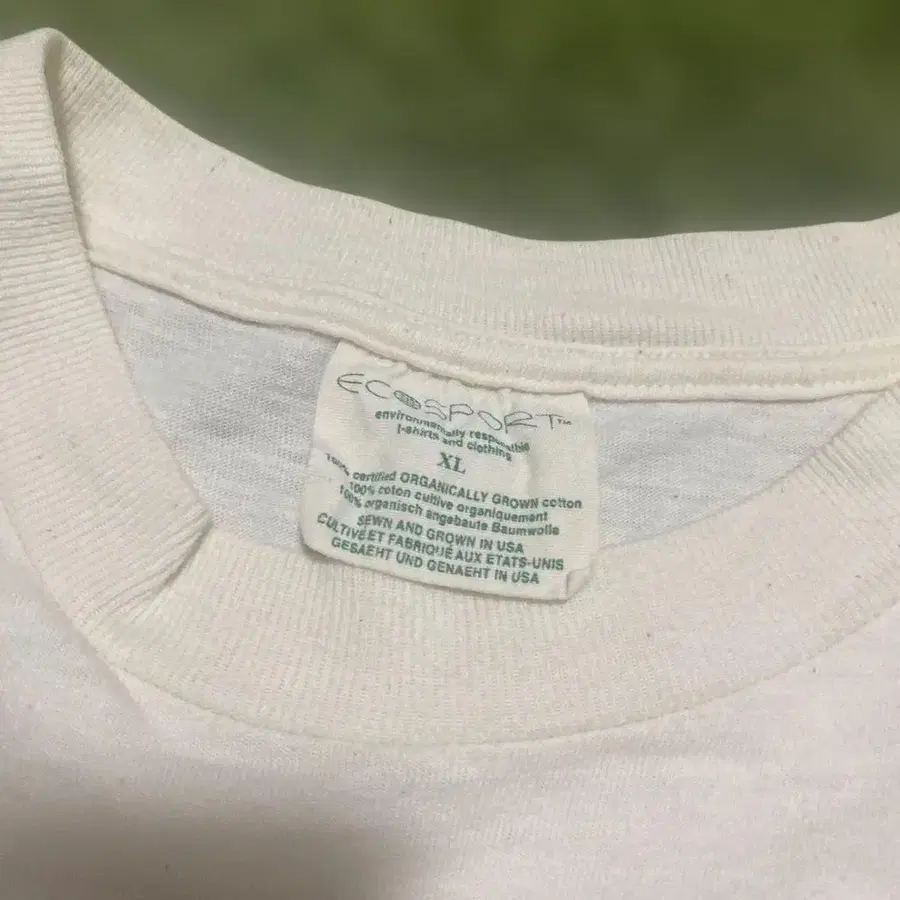 ECOSPORT™
environmentally responsible
t-shirts and clothing
XL
100% certified ORGANICALLY GROWN cotton
100% coton cultive organiquement
100% organisch angebaute Baumwolle
SEWN AND GROWN IN USA
CULTIVÉ ET FABRIQUÉ AUX ETATS-UNIS
GESAEHT UND GENAEHT IN USA